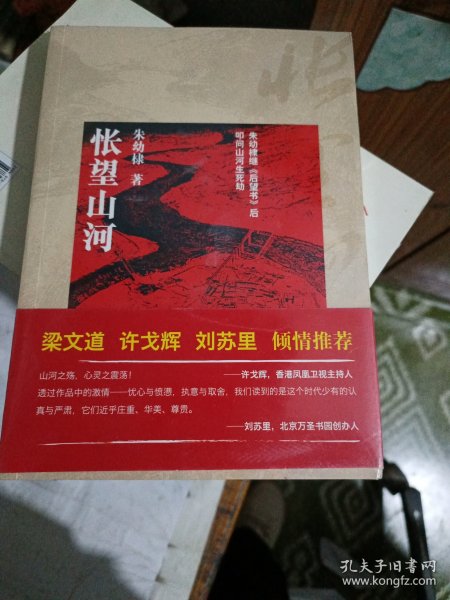 怅望山河
朱幼棣 著
朱幼棣继《后望书》后
叩问山河生死劫
梁文道 许戈辉 刘苏里 倾情推荐
山河之殇，心灵之震荡！ ——许戈辉，香港凤凰卫视主持人
透过作品中的激情——忧心与愤懑，执意与取舍，我们读到的是这个时代少有的认
真与严肃，它们近乎庄重、华美、尊贵。
——刘苏里，北京万圣书园创办人
孔夫子旧书网
www.kongfz.com